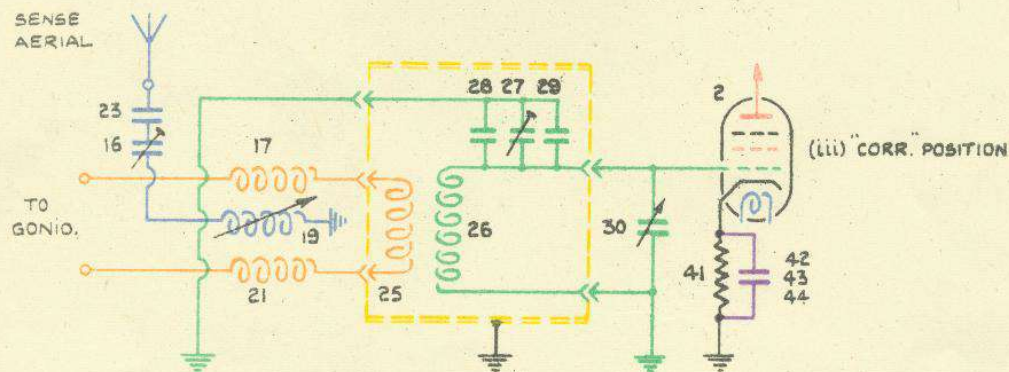 SENSE
AERIAL
23
16
17
TO
GONIO.
19
21
25
26
28 27 29
30
2
(iii) "CORR." POSITION
41
42
43
44